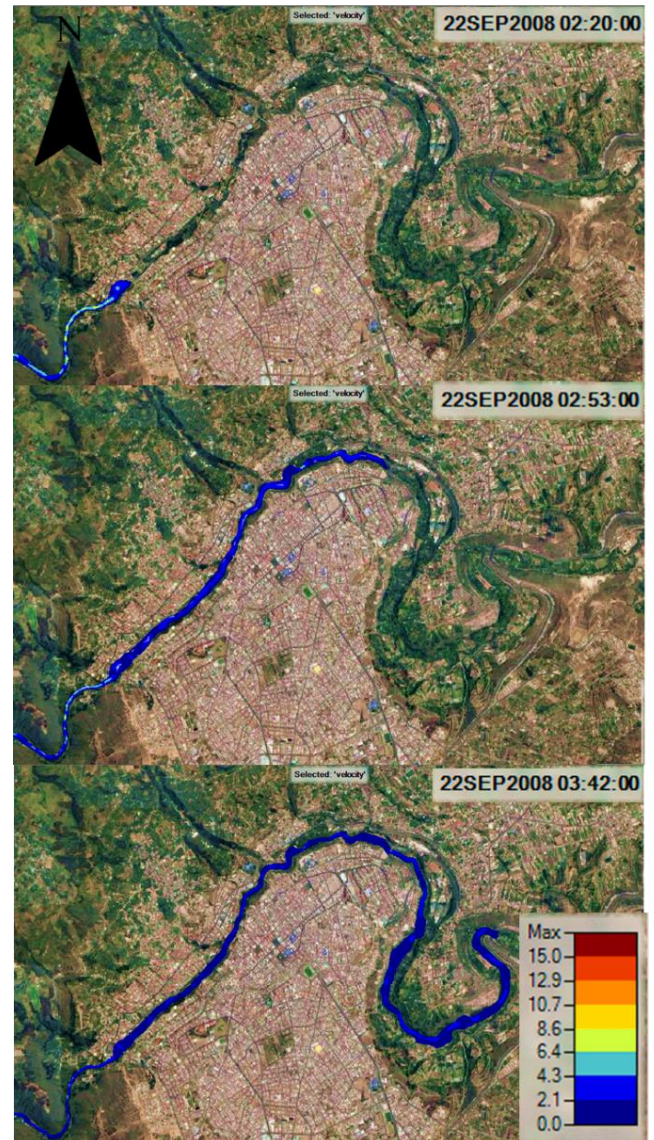 Selected: 'velocity'
22SEP2008 02:20:00
N
Selected: 'velocity'
22SEP2008 02:53:00
Selected: 'velocity'
22SEP2008 03:42:00
Max
15.0
12.9
10.7
8.6
6.4
4.3
2.1
0.0